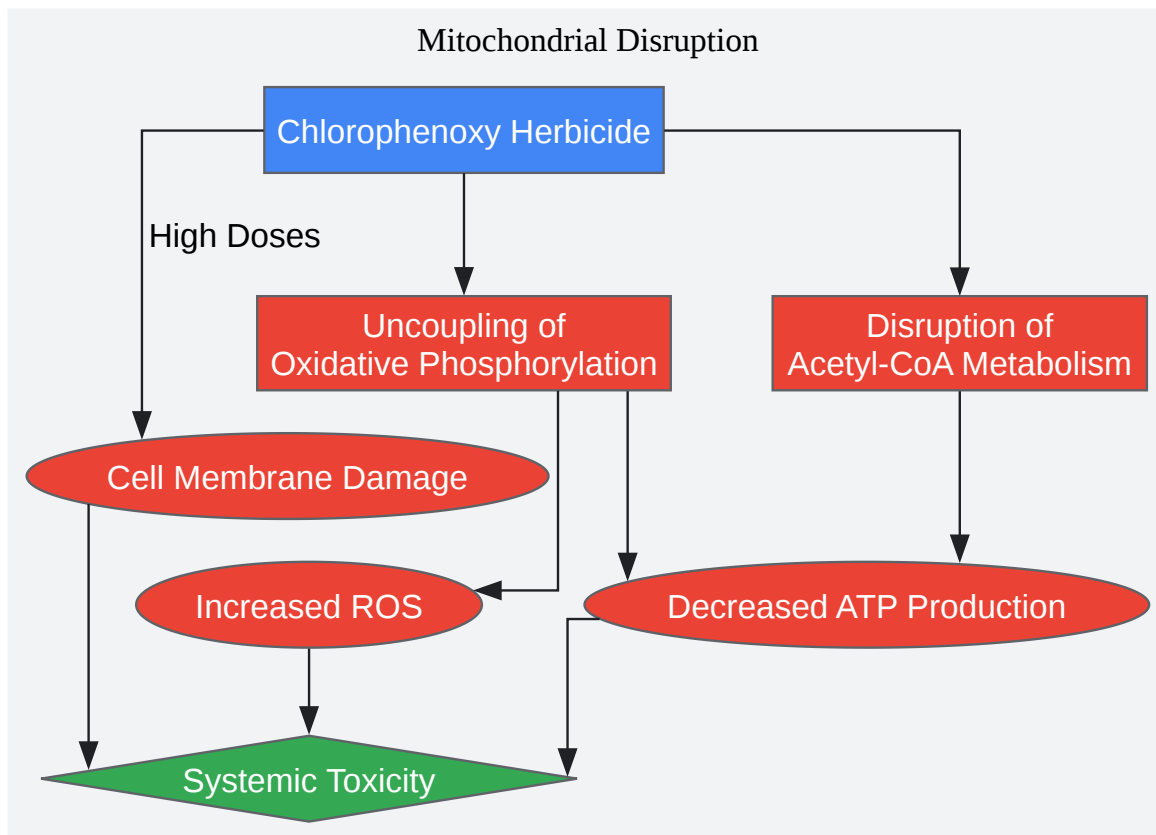 Mitochondrial Disruption
Chlorophenoxy Herbicide
High Doses
Uncoupling of
Oxidative Phosphorylation
Disruption of
Acetyl-CoA Metabolism
Cell Membrane Damage
Increased ROS
Decreased ATP Production
Systemic Toxicity